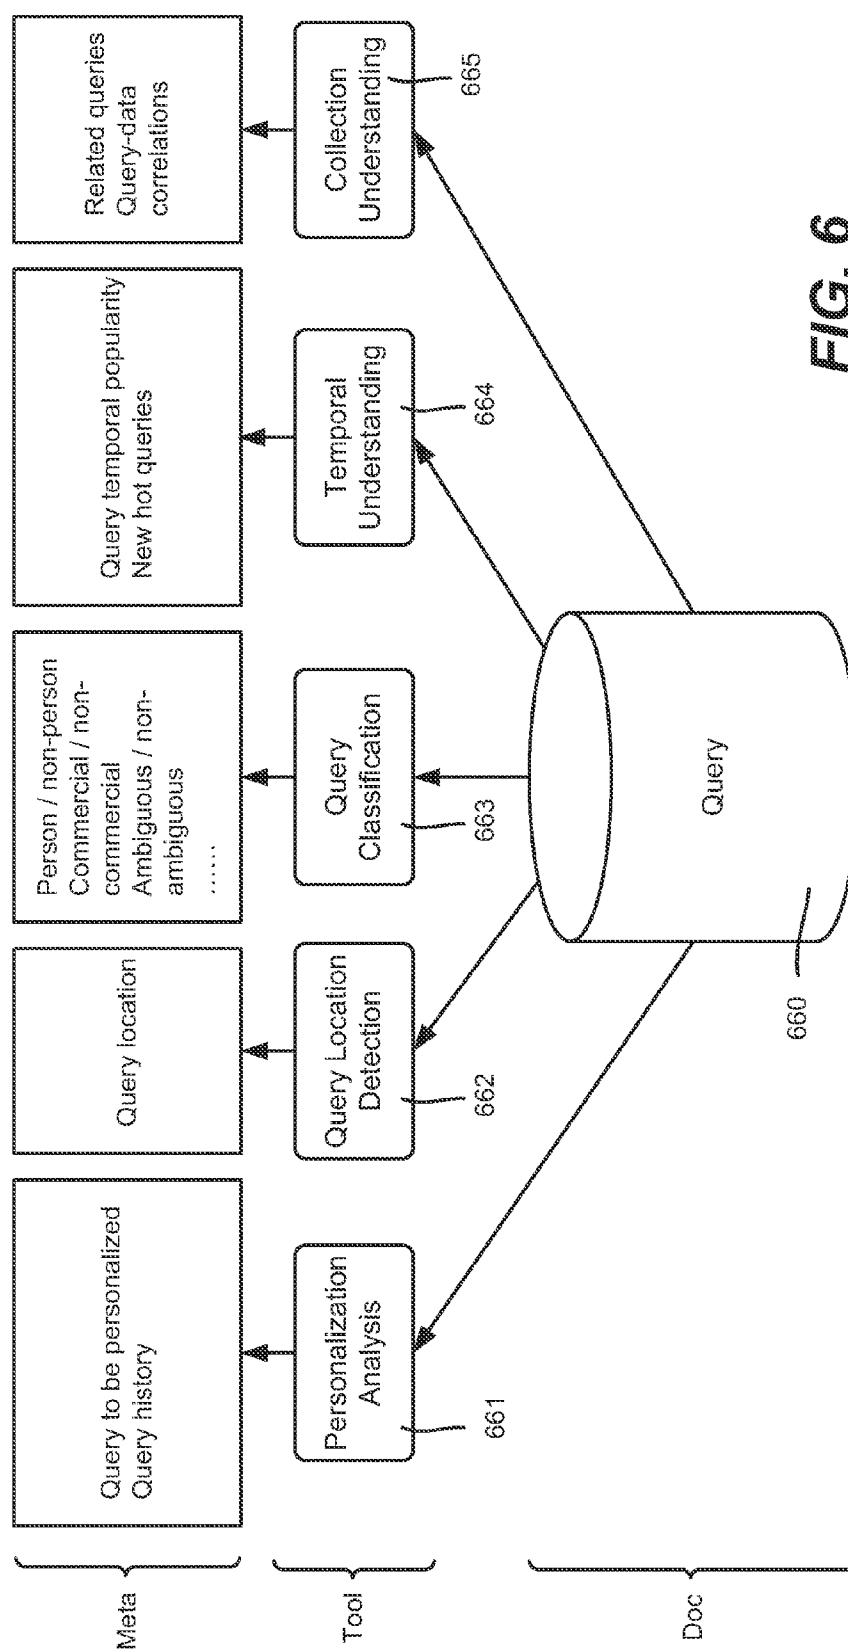 Meta
Query to be personalized
Query history
Query location
Person / non-person
Commercial / non-
commercial
Ambiguous / non-
ambiguous
......
Query temporal popularity
New hot queries
Related queries
Query-data
correlations
Tool
Personalization
Analysis
661
Query Location
Detection
662
Query
Classification
663
Temporal
Understanding
664
Collection
Understanding
665
Doc
Query
660
FIG. 6